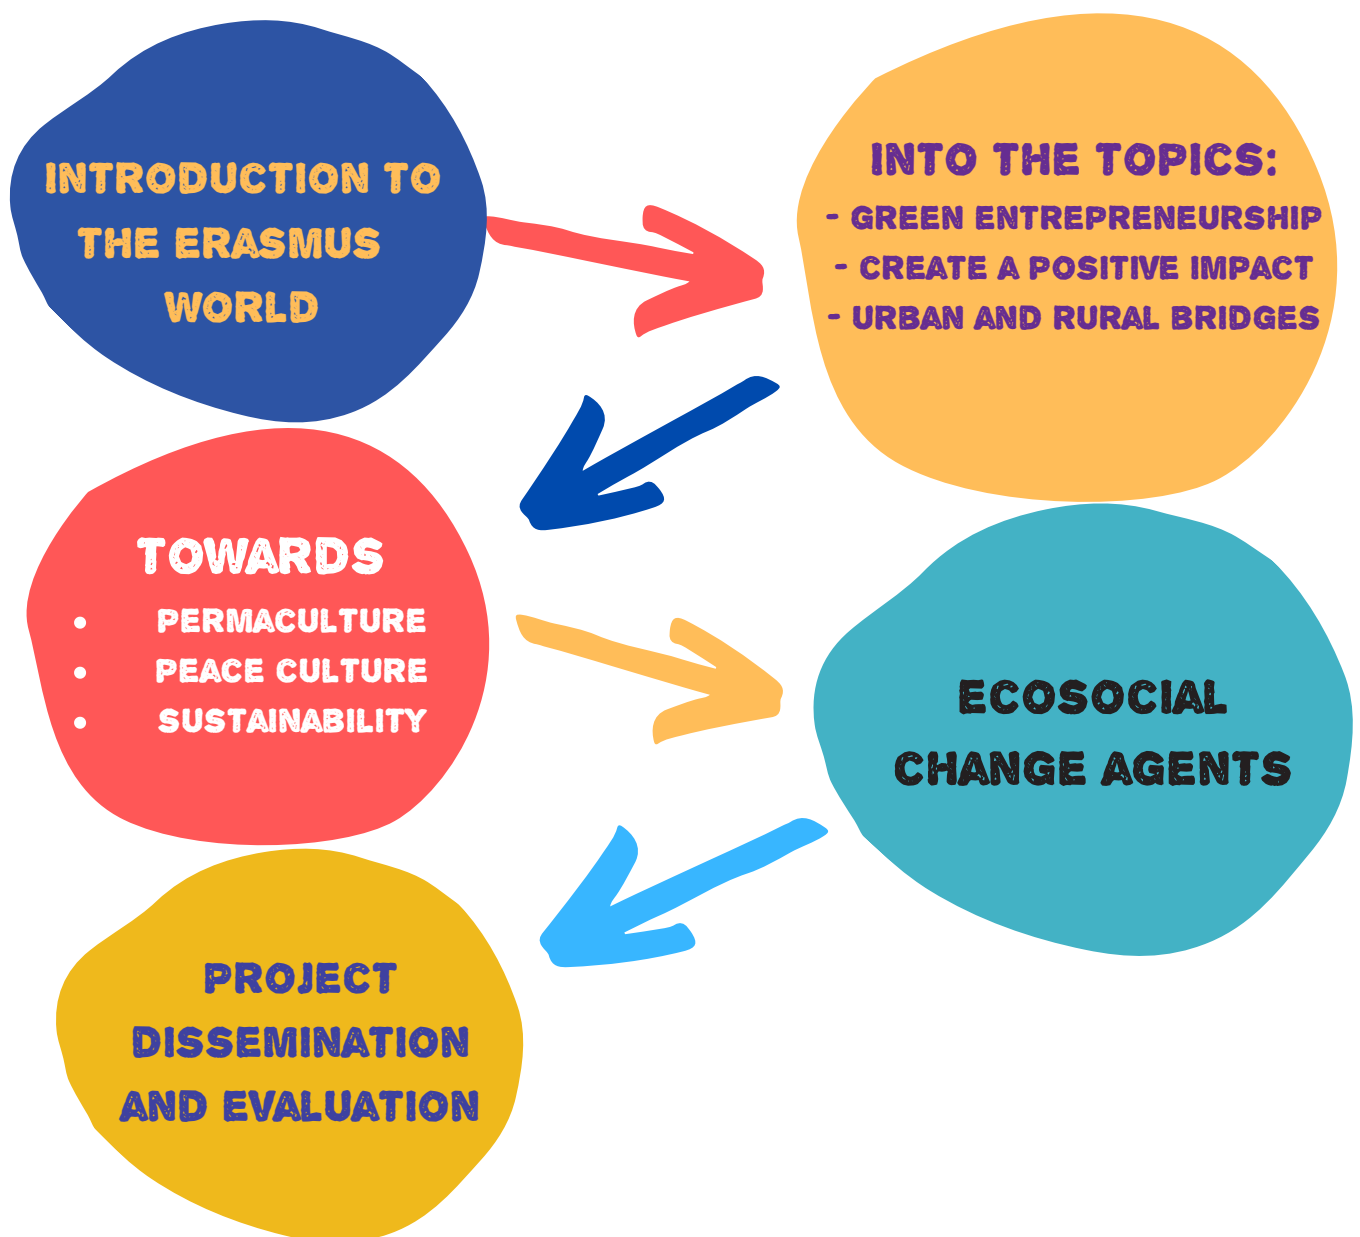 INTRODUCTION TO
THE ERASMUS
WORLD
INTO THE TOPICS:
- GREEN ENTREPRENEURSHIP
- CREATE A POSITIVE IMPACT
- URBAN AND RURAL BRIDGES
TOWARDS
• PERMACULTURE
• PEACE CULTURE
• SUSTAINABILITY
ECOSOCIAL
CHANGE AGENTS
PROJECT
DISSEMINATION
AND EVALUATION